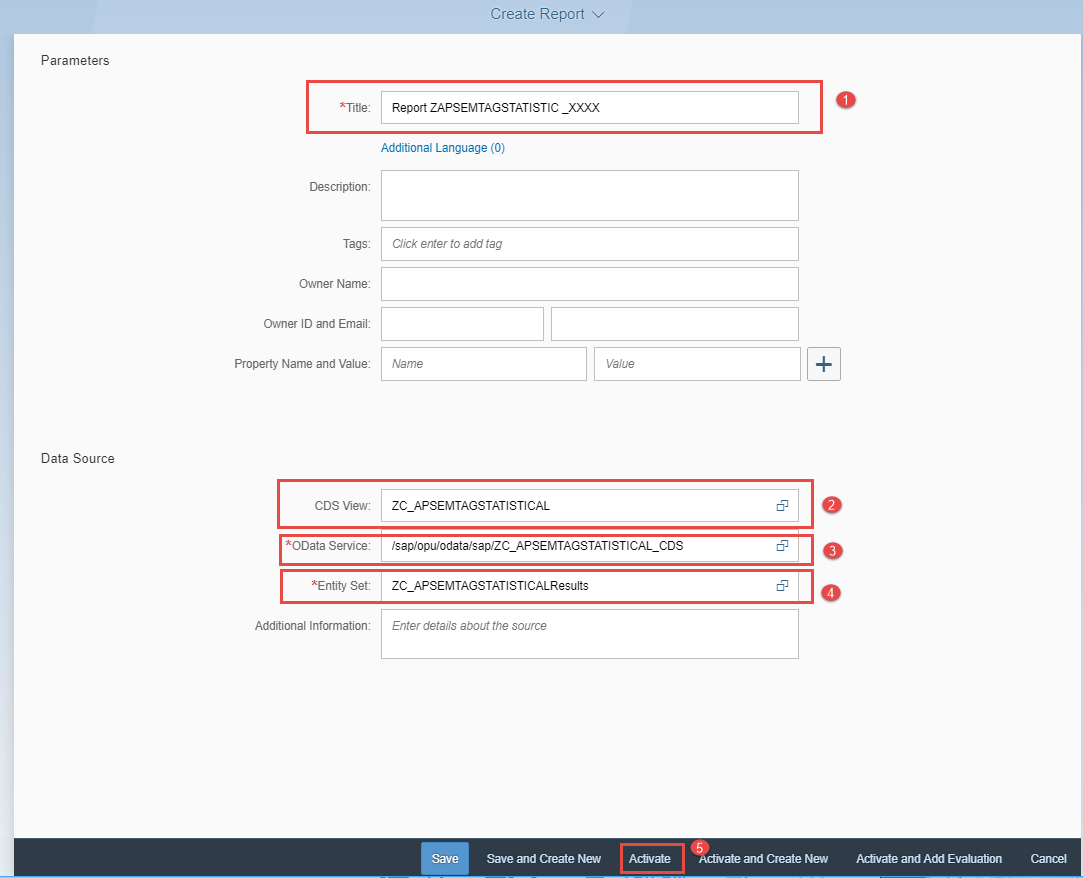 Create Report
Parameters
*Title: Report ZAPSEMTAGSTATISTIC _XXXX 1
Additional Language (0)
Description:
Tags: Click enter to add tag
Owner Name:
Owner ID and Email:
Property Name and Value: Name Value
Data Source
CDS View: ZC_APSEMTAGSTATISTICAL 2
*OData Service: /sap/opu/odata/sap/ZC_APSEMTAGSTATISTICAL_CDS 3
*Entity Set: ZC_APSEMTAGSTATISTICALResults 4
Additional Information: Enter details about the source
Save Save and Create New Activate 5 Activate and Create New Activate and Add Evaluation Cancel